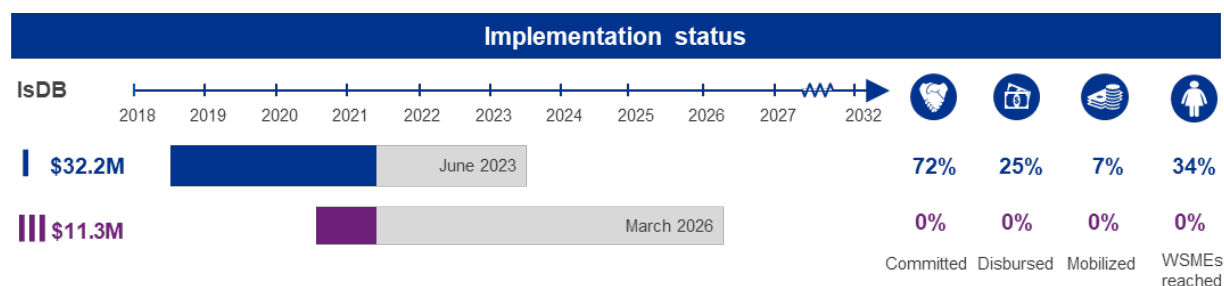 Implementation status
IsDB
2018 2019 2020 2021 2022 2023 2024 2025 2026 2027 2032
I $32.2M June 2023 72% 25% 7% 34%
III $11.3M March 2026 0% 0% 0% 0%
Committed Disbursed Mobilized WSMEs
reached